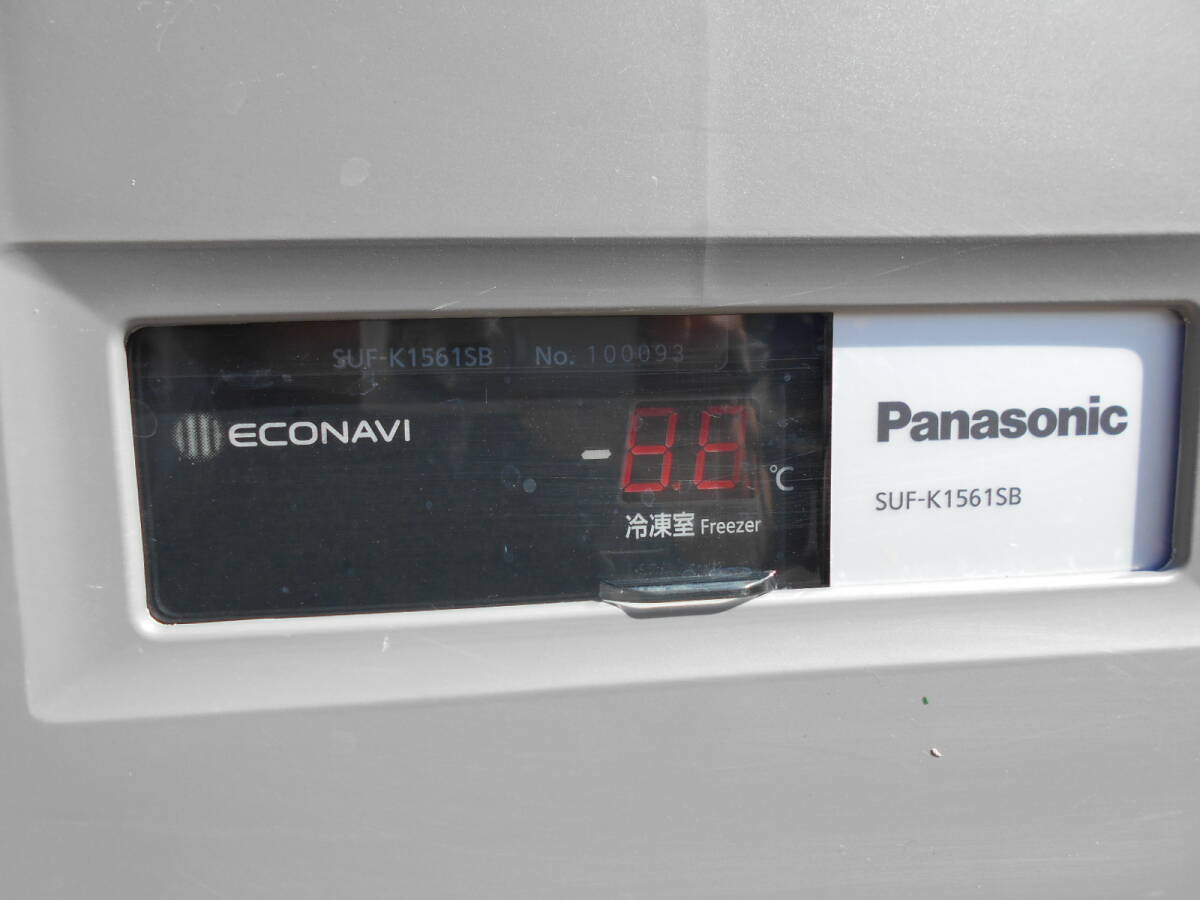 SUF-K1561SB No. 100093
ECONAVI
℃
冷凍室 Freezer
Panasonic
SUF-K1561SB